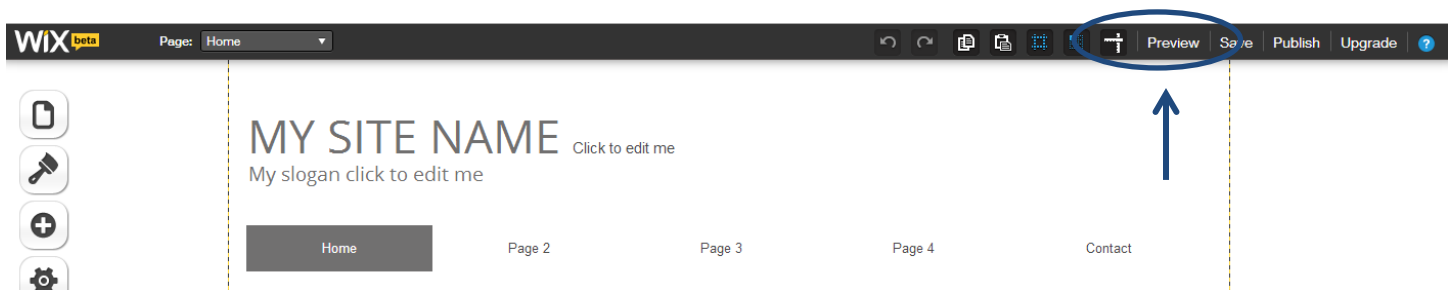 WiX beta Page: Home Preview Save Publish Upgrade ?
MY SITE NAME Click to edit me
My slogan click to edit me
Home Page 2 Page 3 Page 4 Contact